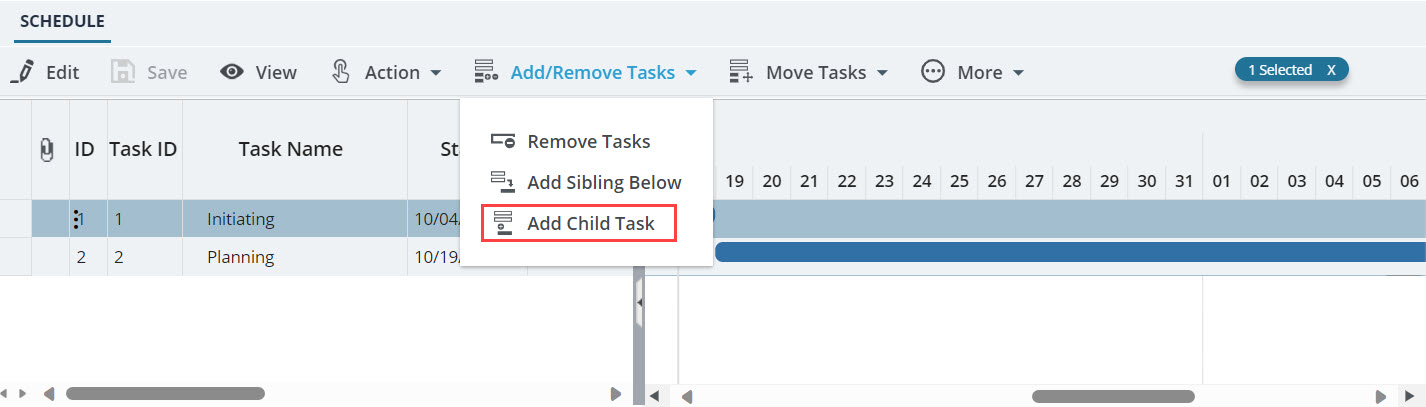 SCHEDULE
Edit Save View Action Add/Remove Tasks Move Tasks More 1 Selected X
Remove Tasks
ID Task ID Task Name St
Add Sibling Below
19 20 21 22 23 24 25 26 27 28 29 30 31 01 02 03 04 05 06
1 1 Initiating 10/04/
Add Child Task
2 2 Planning 10/19/